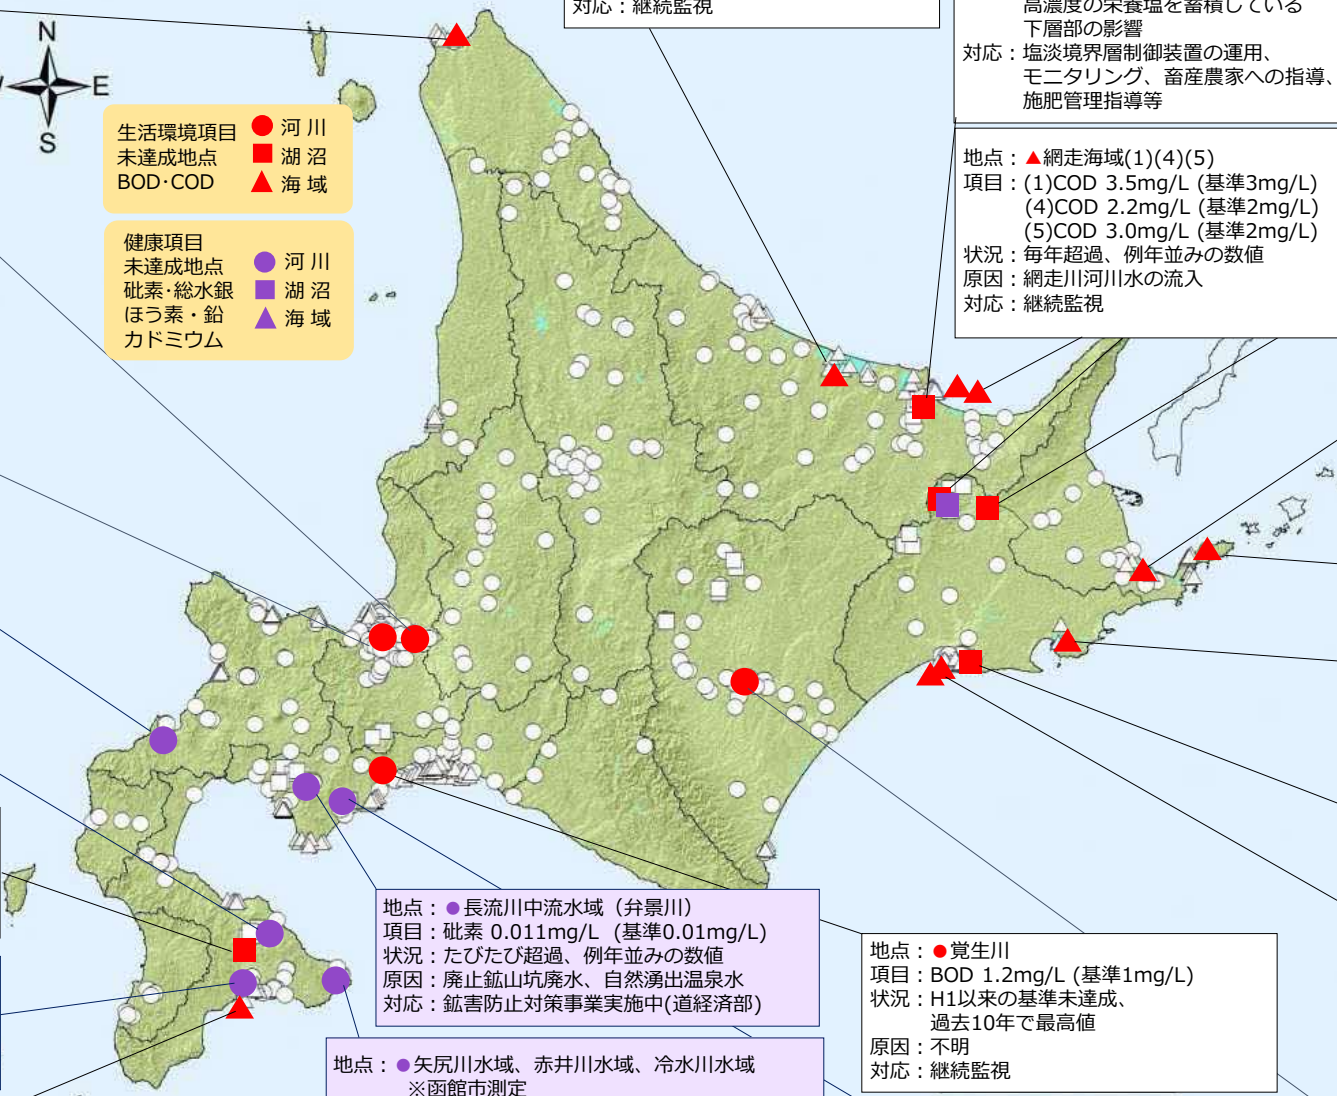 対応：継続監視
高濃度の栄養塩を蓄積している
下層部の影響
対応：塩淡境界層制御装置の運用、
モニタリング、畜産農家への指導、
施肥管理指導等
N
E
S
生活環境項目
未達成地点
BOD･COD
河 川
湖 沼
海 域
健康項目
未達成地点
砒素･総水銀
ほう素・鉛
カドミウム
河 川
湖 沼
海 域
地点：▲網走海域(1)(4)(5)
項目：(1)COD 3.5mg/L (基準3mg/L)
(4)COD 2.2mg/L (基準2mg/L)
(5)COD 3.0mg/L (基準2mg/L)
状況：毎年超過、例年並みの数値
原因：網走川河川水の流入
対応：継続監視
地点：●長流川中流水域（弁景川）
項目：砒素 0.011mg/L (基準0.01mg/L)
状況：たびたび超過、例年並みの数値
原因：廃止鉱山坑廃水、自然湧出温泉水
対応：鉱害防止対策事業実施中(道経済部)
地点：●覚生川
項目：BOD 1.2mg/L (基準1mg/L)
状況：H1以来の基準未達成、
過去10年で最高値
原因：不明
対応：継続監視
地点：●矢尻川水域、赤井川水域、冷水川水域
※函館市測定